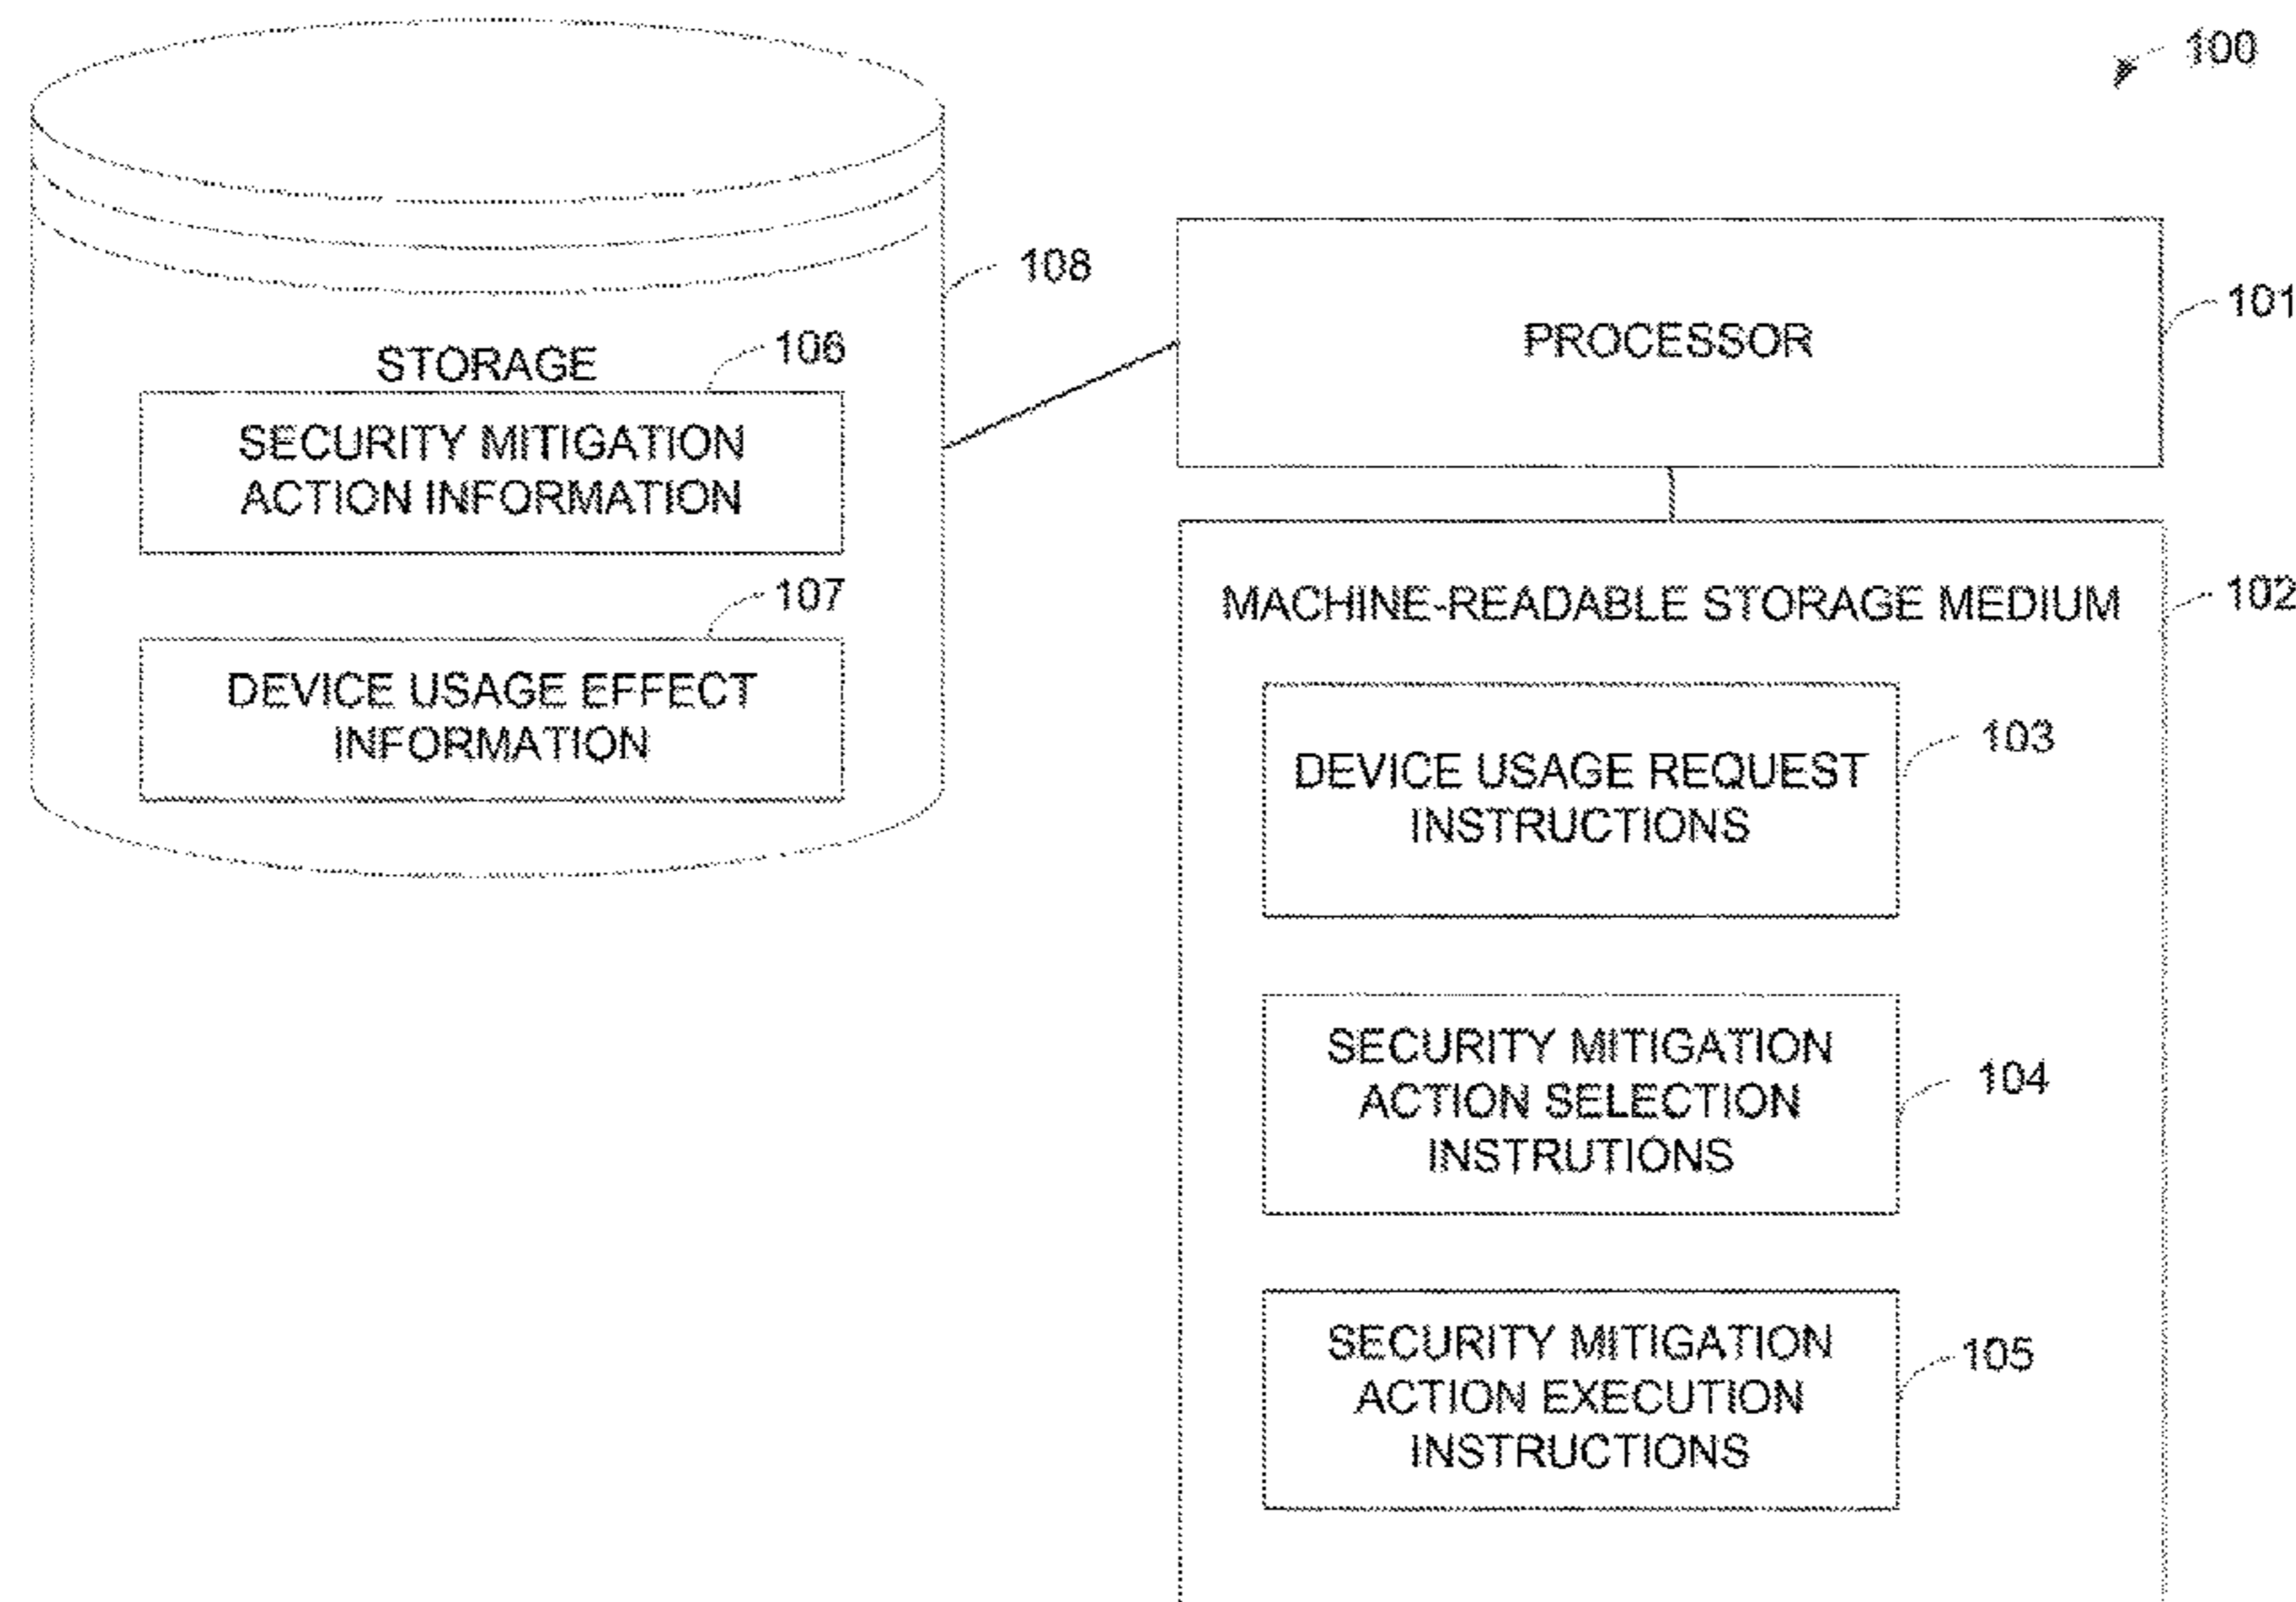 100
108
PROCESSOR
101
STORAGE
106
SECURITY MITIGATION
ACTION INFORMATION
107
DEVICE USAGE EFFECT
INFORMATION
MACHINE-READABLE STORAGE MEDIUM
102
DEVICE USAGE REQUEST
INSTRUCTIONS
103
SECURITY MITIGATION
ACTION SELECTION
INSTRUTIONS
104
SECURITY MITIGATION
ACTION EXECUTION
INSTRUCTIONS
105